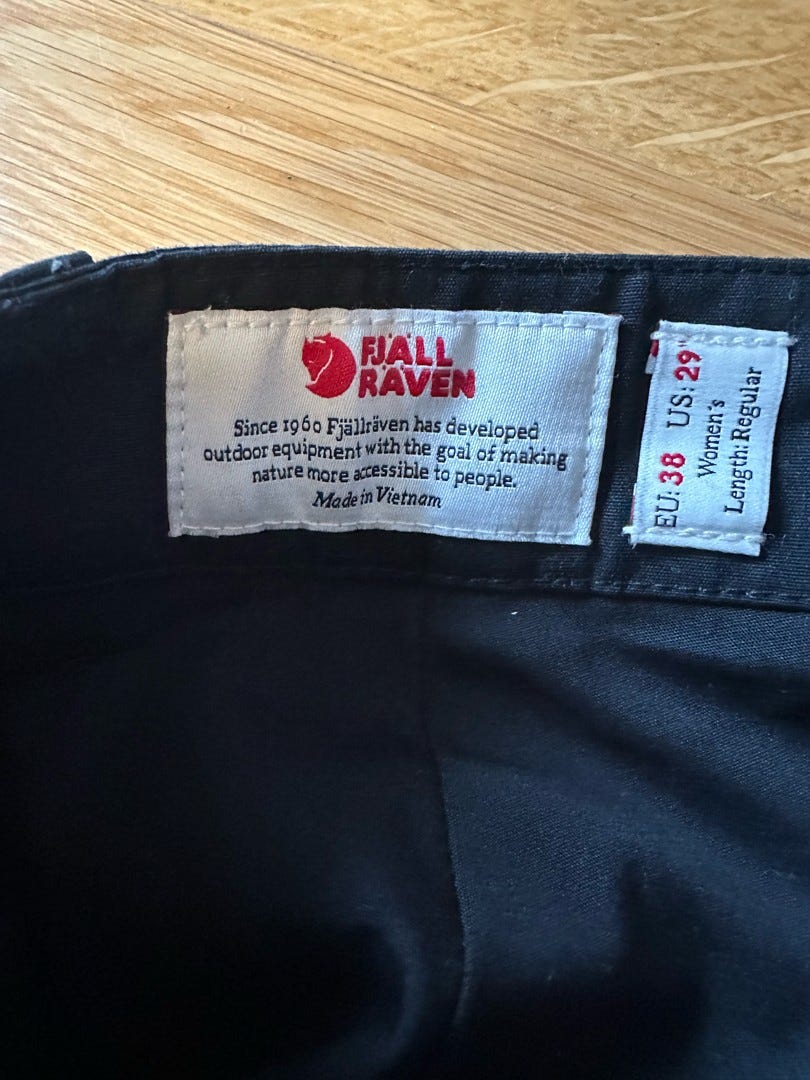 FJÄLL
RÄVEN
Since 1960 Fjällräven has developed
outdoor equipment with the goal of making
nature more accessible to people.
Made in Vietnam
EU: 38 US: 29"
Women's
Length: Regular